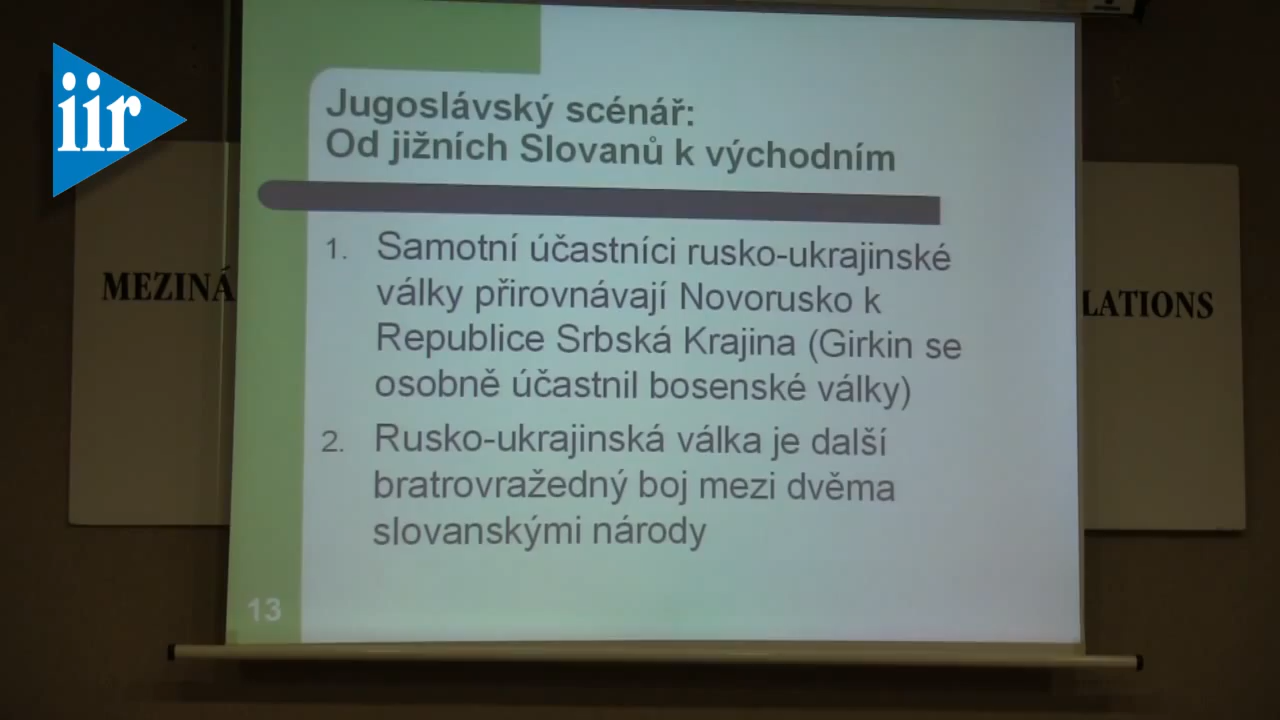 iir
Jugoslávský scénář:
Od jižních Slovanů k východním
MEZINÁ
LATIONS
1. Samotní účastníci rusko-ukrajinské
války přirovnávají Novorusko k
Republice Srbská Krajina (Girkin se
osobně účastnil bosenské války)
2. Rusko-ukrajinská válka je další
bratrovražedný boj mezi dvěma
slovanskými národy
13